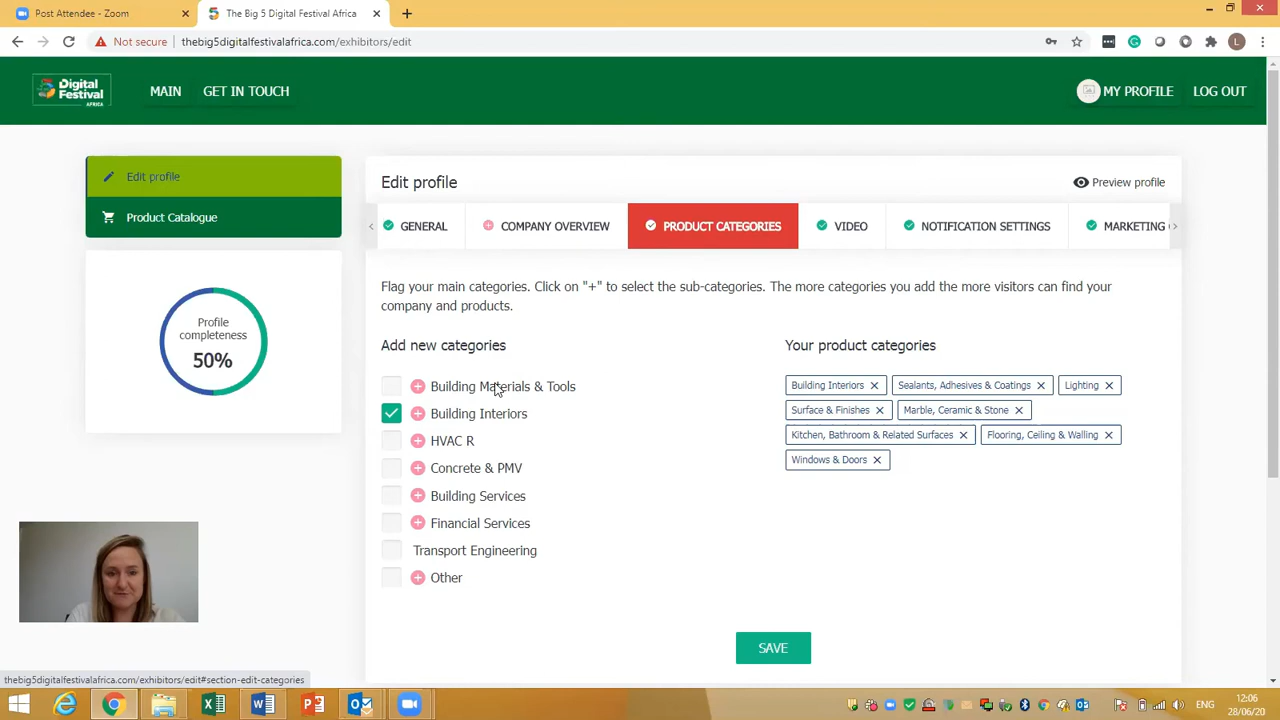 Post Attendee - Zoom
The Big 5 Digital Festival Africa
Not secure
thebig5digitalfestivalafrica.com/exhibitors/edit
L
Digital
Festival
AFRICA
MAIN
GET IN TOUCH
MY PROFILE
LOG OUT
Edit profile
Product Catalogue
Profile
completeness
50%
Edit profile
Preview profile
GENERAL
COMPANY OVERVIEW
PRODUCT CATEGORIES
VIDEO
NOTIFICATION SETTINGS
MARKETING
Flag your main categories. Click on "+" to select the sub-categories. The more categories you add the more visitors can find your
company and products.
Add new categories
Building Materials & Tools
Building Interiors
HVAC R
Concrete & PMV
Building Services
Financial Services
Transport Engineering
Other
Your product categories
Building Interiors
Sealants, Adhesives & Coatings
Lighting
Surface & Finishes
Marble, Ceramic & Stone
Kitchen, Bathroom & Related Surfaces
Flooring, Ceiling & Walling
Windows & Doors
SAVE
thebig5digitalfestivalafrica.com/exhibitors/edit#section-edit-categories
ENG
12:06
28/06/20